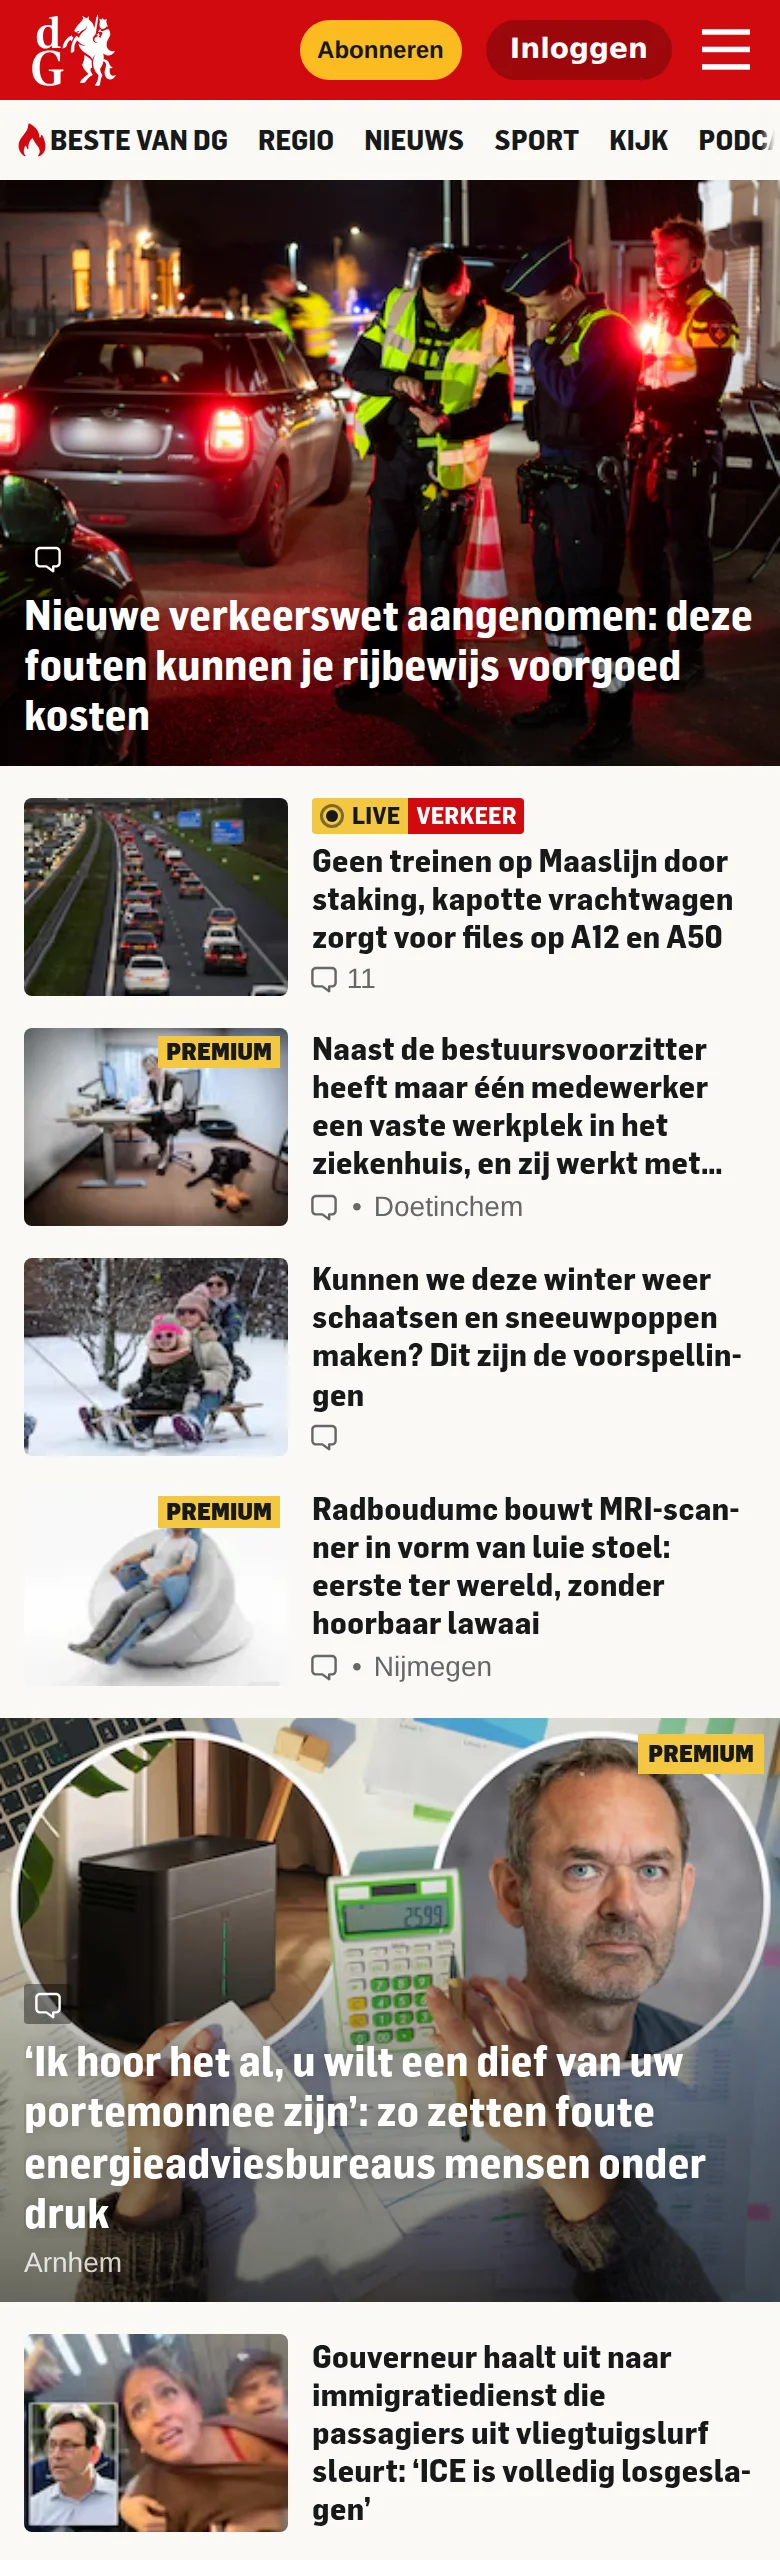 dG
Abonneren
Inloggen
BESTE VAN DG REGIO NIEUWS SPORT KIJK PODCA
Nieuwe verkeerswet aangenomen: deze
fouten kunnen je rijbewijs voorgoed
kosten
LIVE VERKEER
Geen treinen op Maaslijn door
staking, kapotte vrachtwagen
zorgt voor files op A12 en A50
11
PREMIUM
Naast de bestuursvoorzitter
heeft maar één medewerker
een vaste werkplek in het
ziekenhuis, en zij werkt met...
• Doetinchem
Kunnen we deze winter weer
schaatsen en sneeuwpoppen
maken? Dit zijn de voorspellin-
gen
PREMIUM
Radboudumc bouwt MRI-scan-
ner in vorm van luie stoel:
eerste ter wereld, zonder
hoorbaar lawaai
• Nijmegen
PREMIUM
2599
‘Ik hoor het al, u wilt een dief van uw
portemonnee zijn’: zo zetten foute
energieadviesbureaus mensen onder
druk
Arnhem
Gouverneur haalt uit naar
immigratiedienst die
passagiers uit vliegtuigslurf
sleurt: ‘ICE is volledig losgesla-
gen’